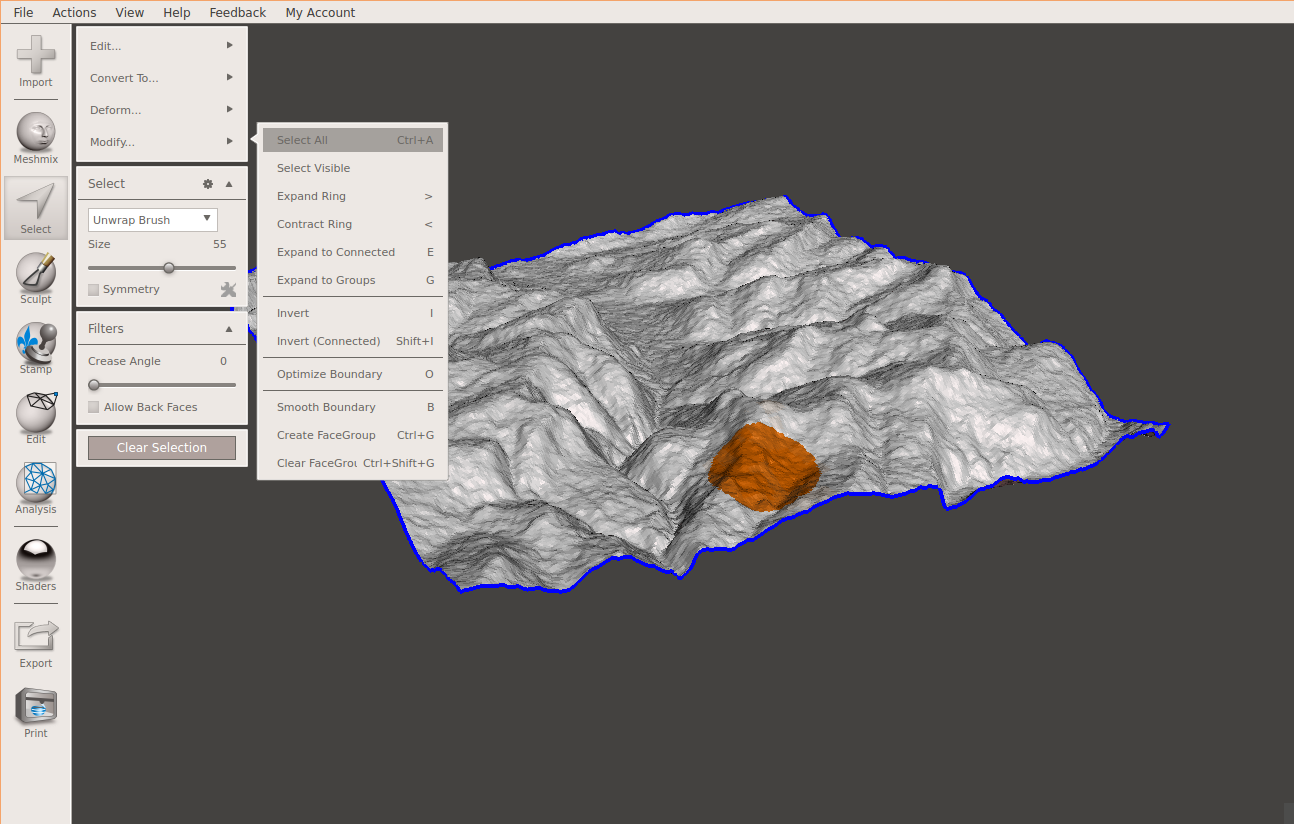 File Actions View Help Feedback My Account
Import
Meshmix
Select
Sculpt
Stamp
Edit
Analysis
Shaders
Export
Print
Edit...
Convert To...
Deform...
Modify...
Select
Unwrap Brush
Size 55
Symmetry
Filters
Crease Angle 0
Allow Back Faces
Clear Selection
Select All Ctrl+A
Select Visible
Expand Ring >
Contract Ring <
Expand to Connected E
Expand to Groups G
Invert I
Invert (Connected) Shift+I
Optimize Boundary O
Smooth Boundary B
Create FaceGroup Ctrl+G
Clear FaceGrou Ctrl+Shift+G